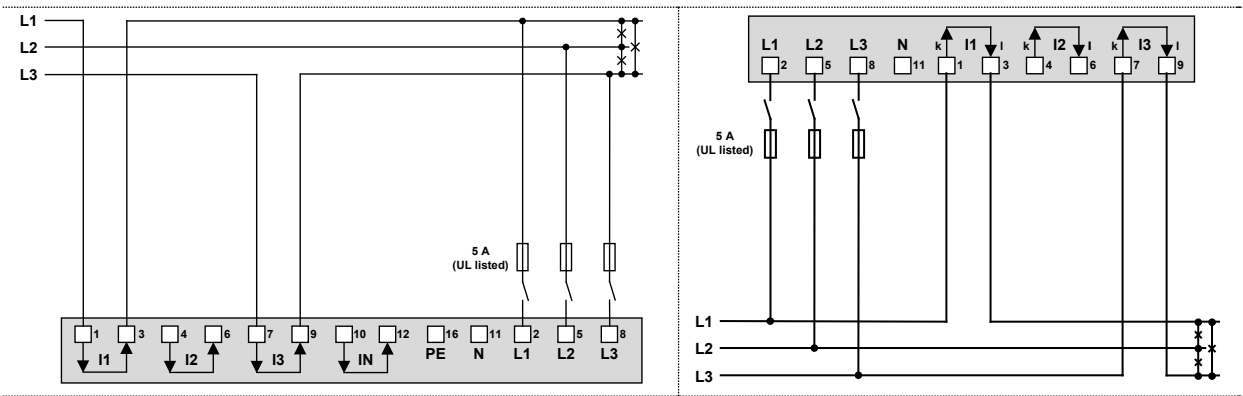 L1
L2
L3
5 A
(UL listed)
1 3 4 6 7 9 10 12 16 11 2 5 8
I1 I2 I3 IN PE N L1 L2 L3
L1 L2 L3 N k I1 l k I2 l k I3 l
2 5 8 11 1 3 4 6 7 9
5 A
(UL listed)
L1
L2
L3